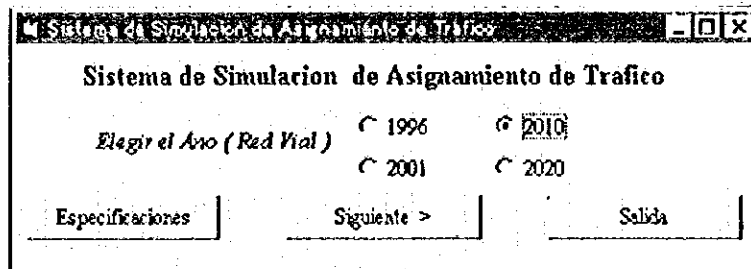 Sistema de Simulacion de Asignamiento de Trafico
Sistema de Simulacion de Asignamiento de Trafico
Elegir el Ano ( Red Vial )
1996
2010
2001
2020
Especificaciones
Siguiente >
Salida